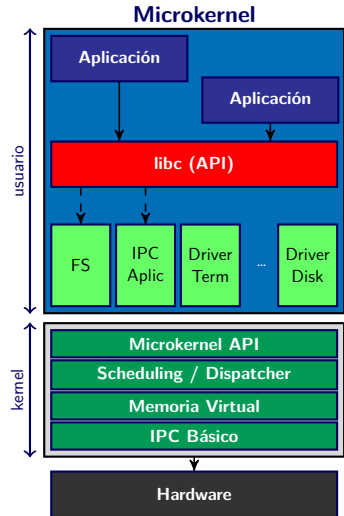 Microkernel
usuario
Aplicación
Aplicación
libc (API)
FS
IPC
Aplic
Driver
Term
...
Driver
Disk
kernel
Microkernel API
Scheduling / Dispatcher
Memoria Virtual
IPC Básico
Hardware